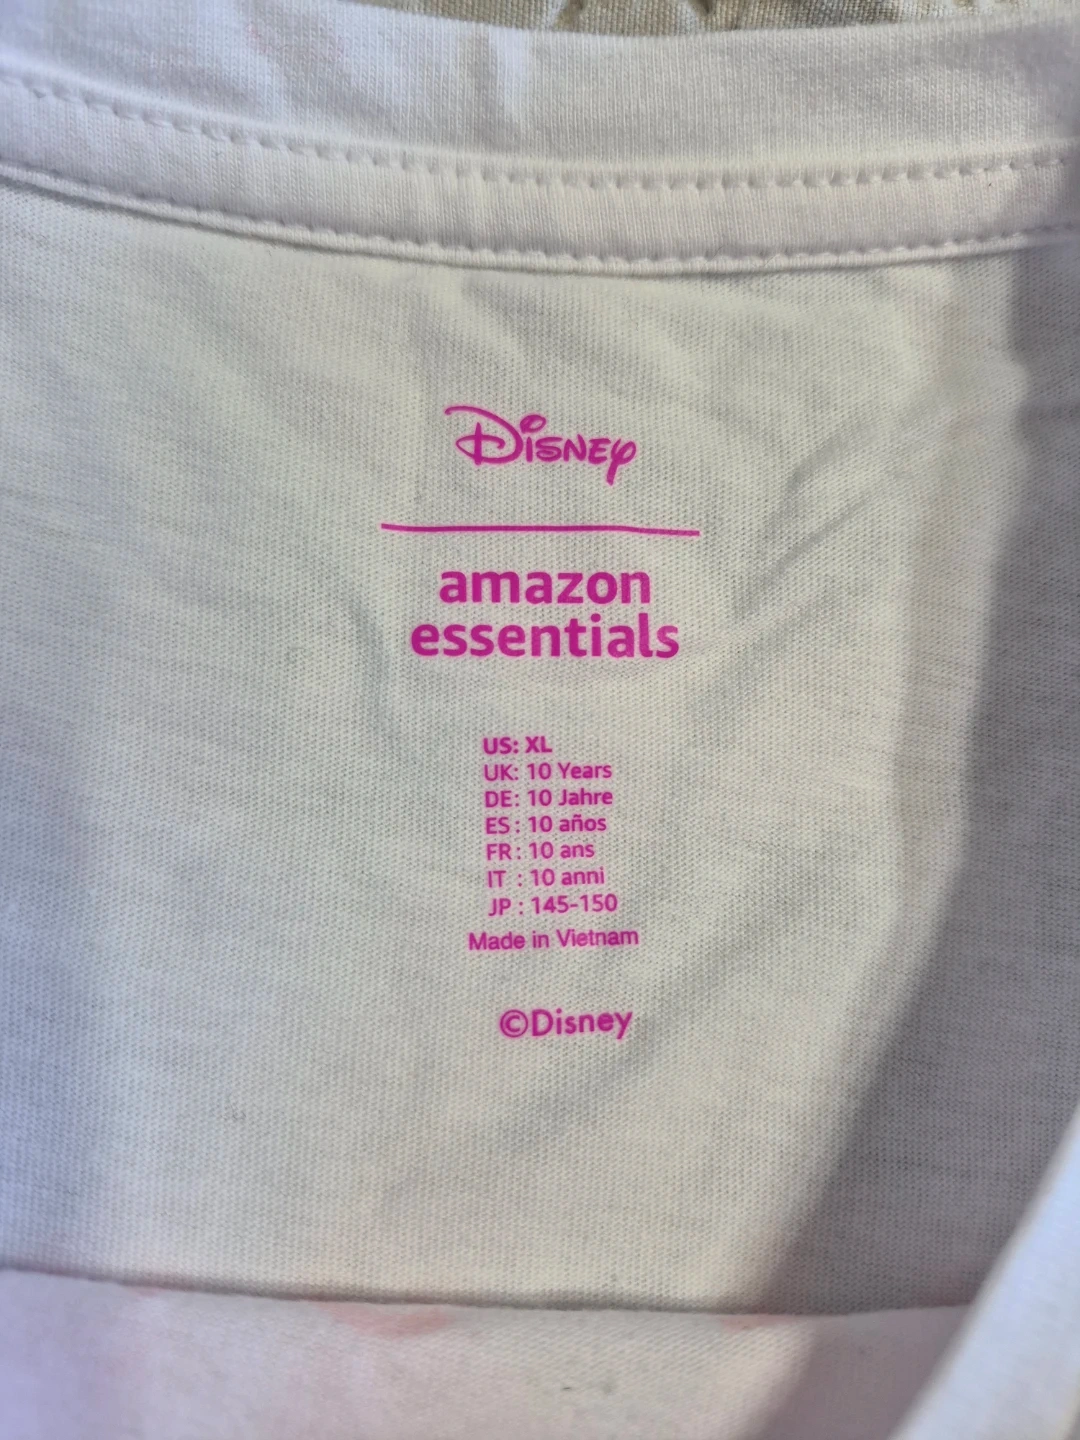 Disney
amazon
essentials
US: XL
UK: 10 Years
DE: 10 Jahre
ES : 10 años
FR : 10 ans
IT : 10 anni
JP : 145-150
Made in Vietnam
©Disney